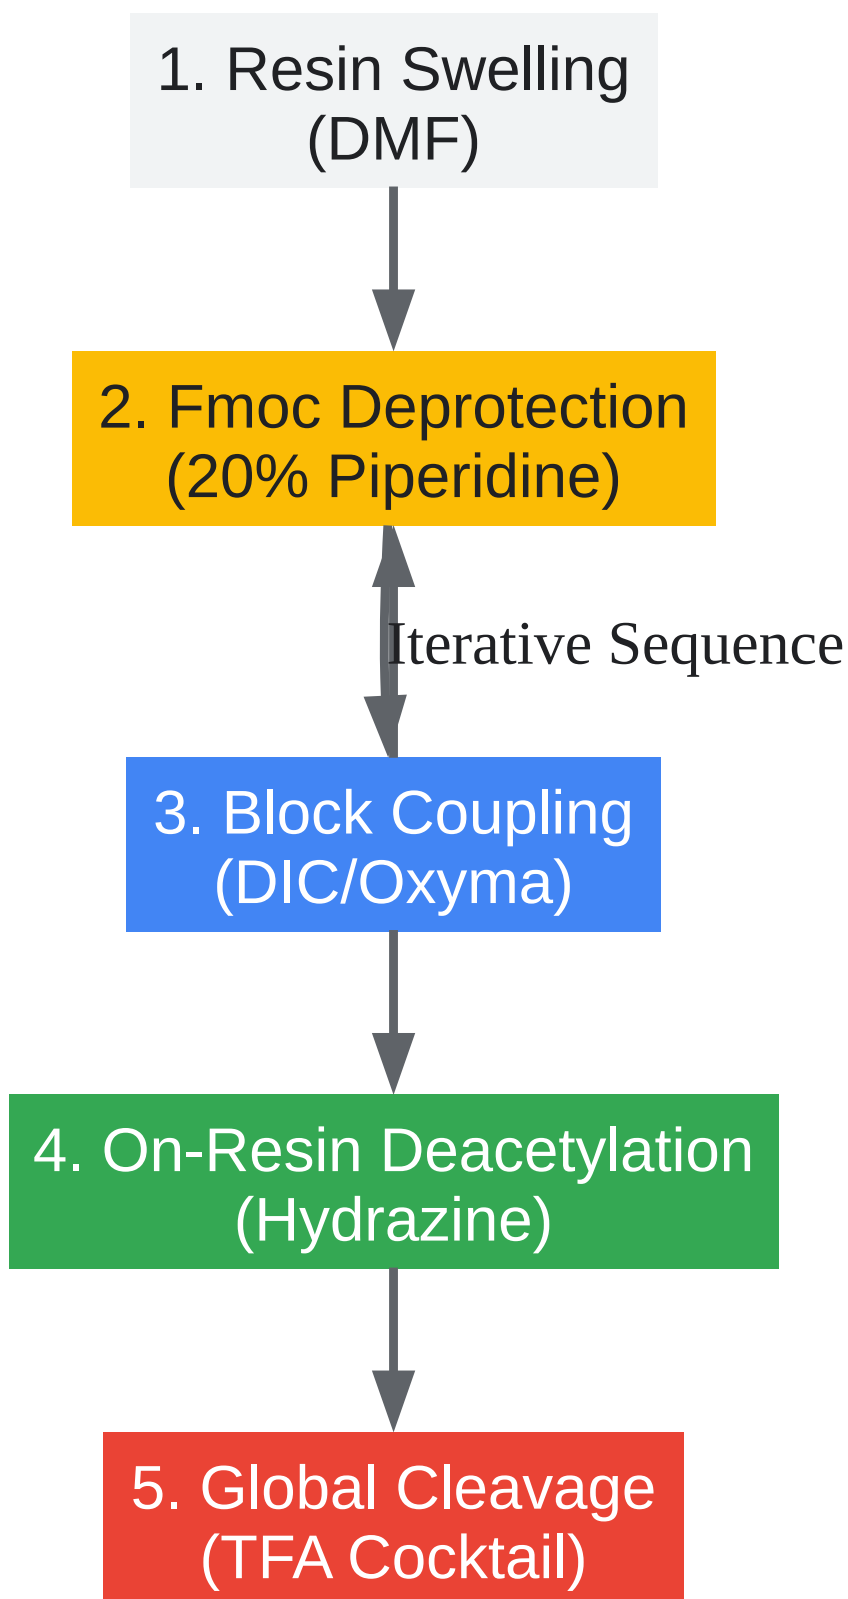 1. Resin Swelling
(DMF)
2. Fmoc Deprotection
(20% Piperidine)
Iterative Sequence
3. Block Coupling
(DIC/Oxyma)
4. On-Resin Deacetylation
(Hydrazine)
5. Global Cleavage
(TFA Cocktail)